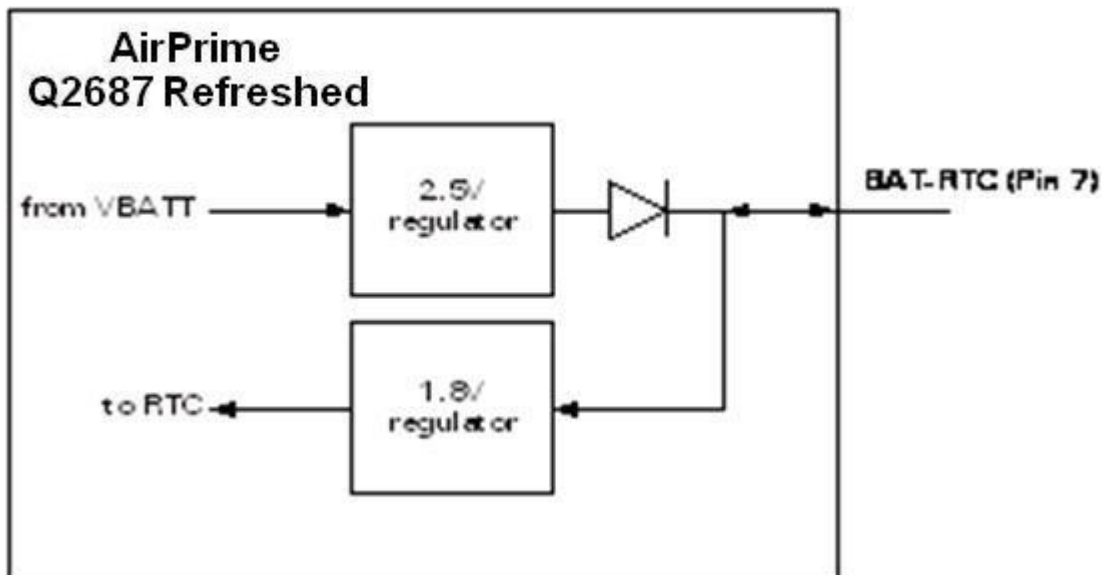 AirPrime
Q2687 Refreshed
from VBATT
2.5V
regulator
BAT-RTC (Pin 7)
to RTC
1.8V
regulator